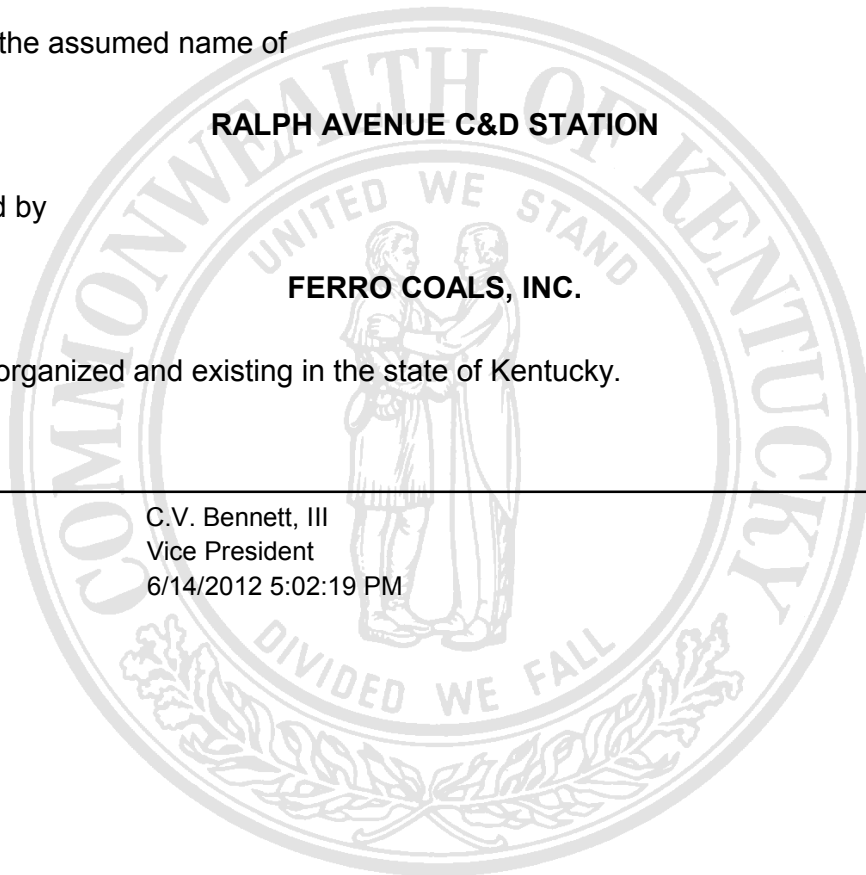 the assumed name of
RALPH AVENUE C&D STATION
d by
FERRO COALS, INC.
organized and existing in the state of Kentucky.
C.V. Bennett, III
Vice President
6/14/2012 5:02:19 PM
COMMONWEALTH OF KENTUCKY
UNITED WE STAND
DIVIDED WE FALL